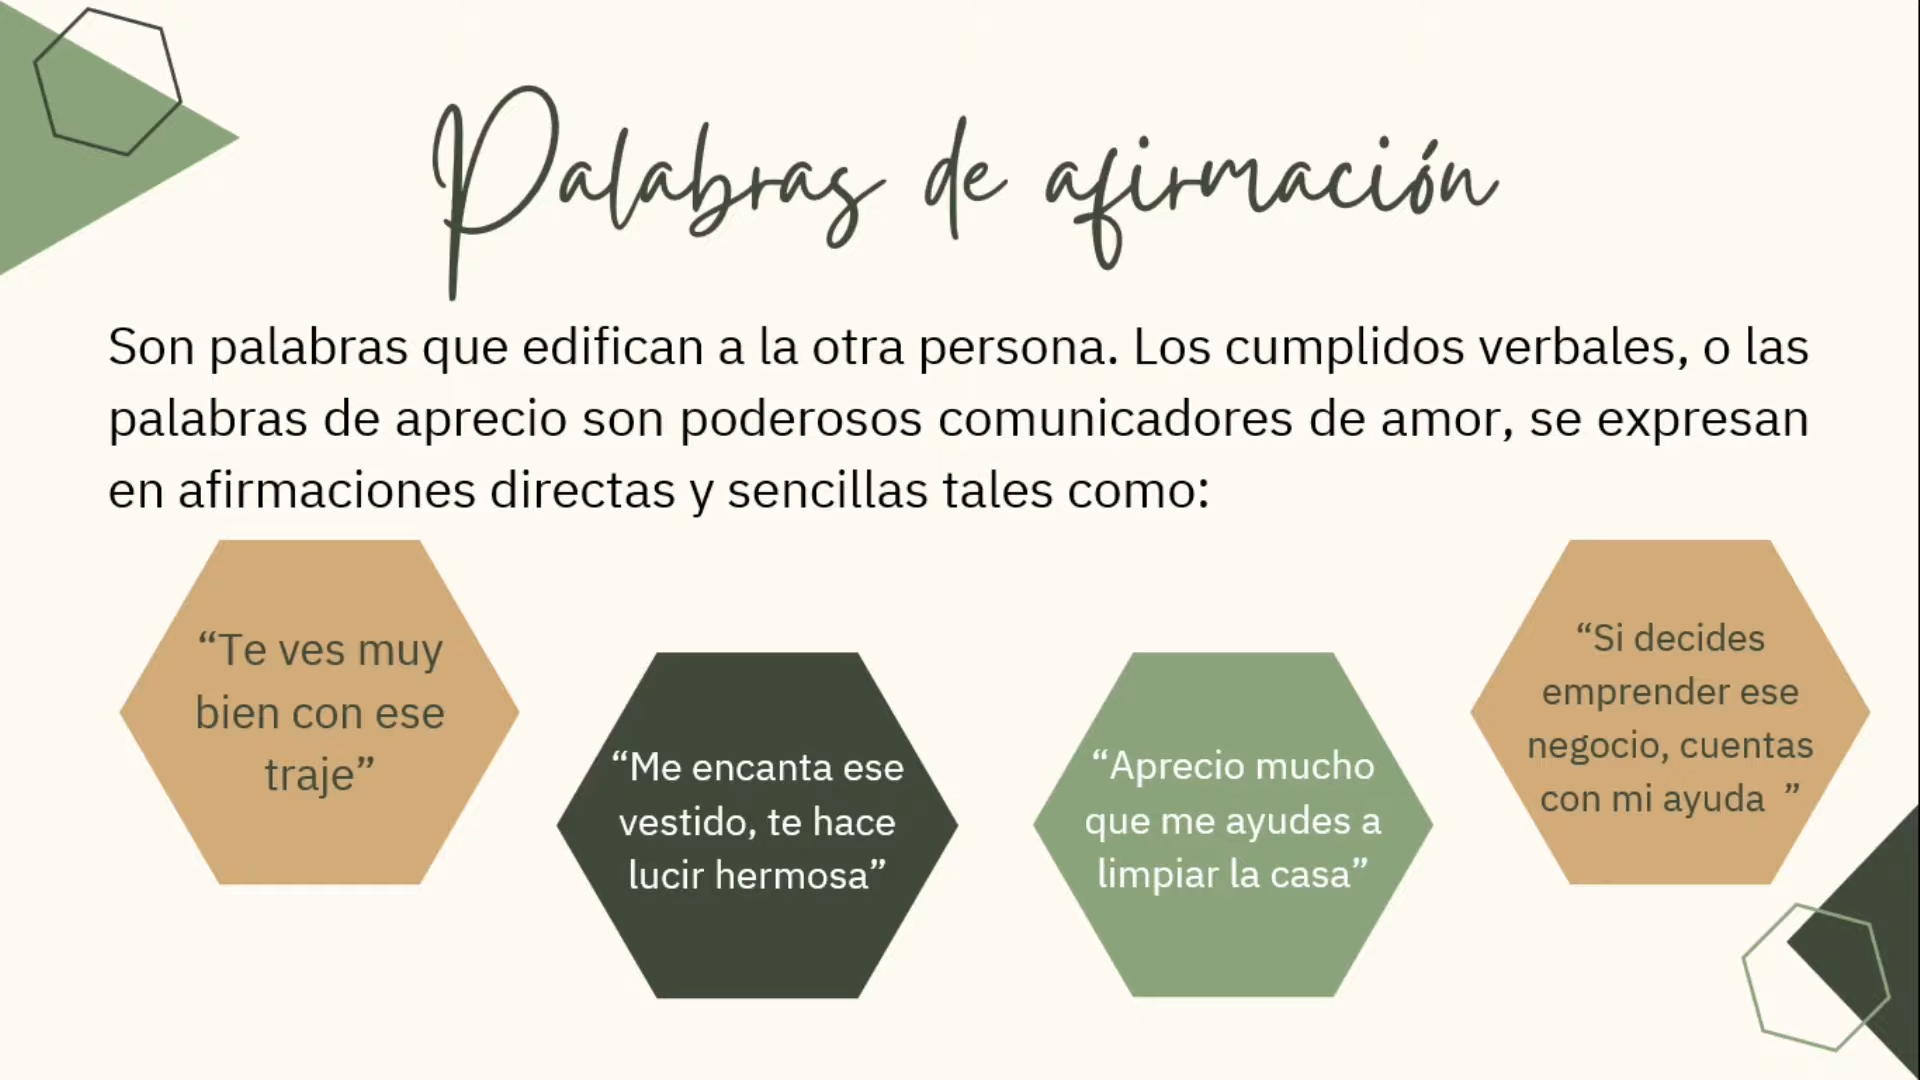 Palabras de afirmación
Son palabras que edifican a la otra persona. Los cumplidos verbales, o las
palabras de aprecio son poderosos comunicadores de amor, se expresan
en afirmaciones directas y sencillas tales como:
“Te ves muy
bien con ese
traje”
“Me encanta ese
vestido, te hace
lucir hermosa”
“Aprecio mucho
que me ayudes a
limpiar la casa”
“Si decides
emprender ese
negocio, cuentas
con mi ayuda  ”